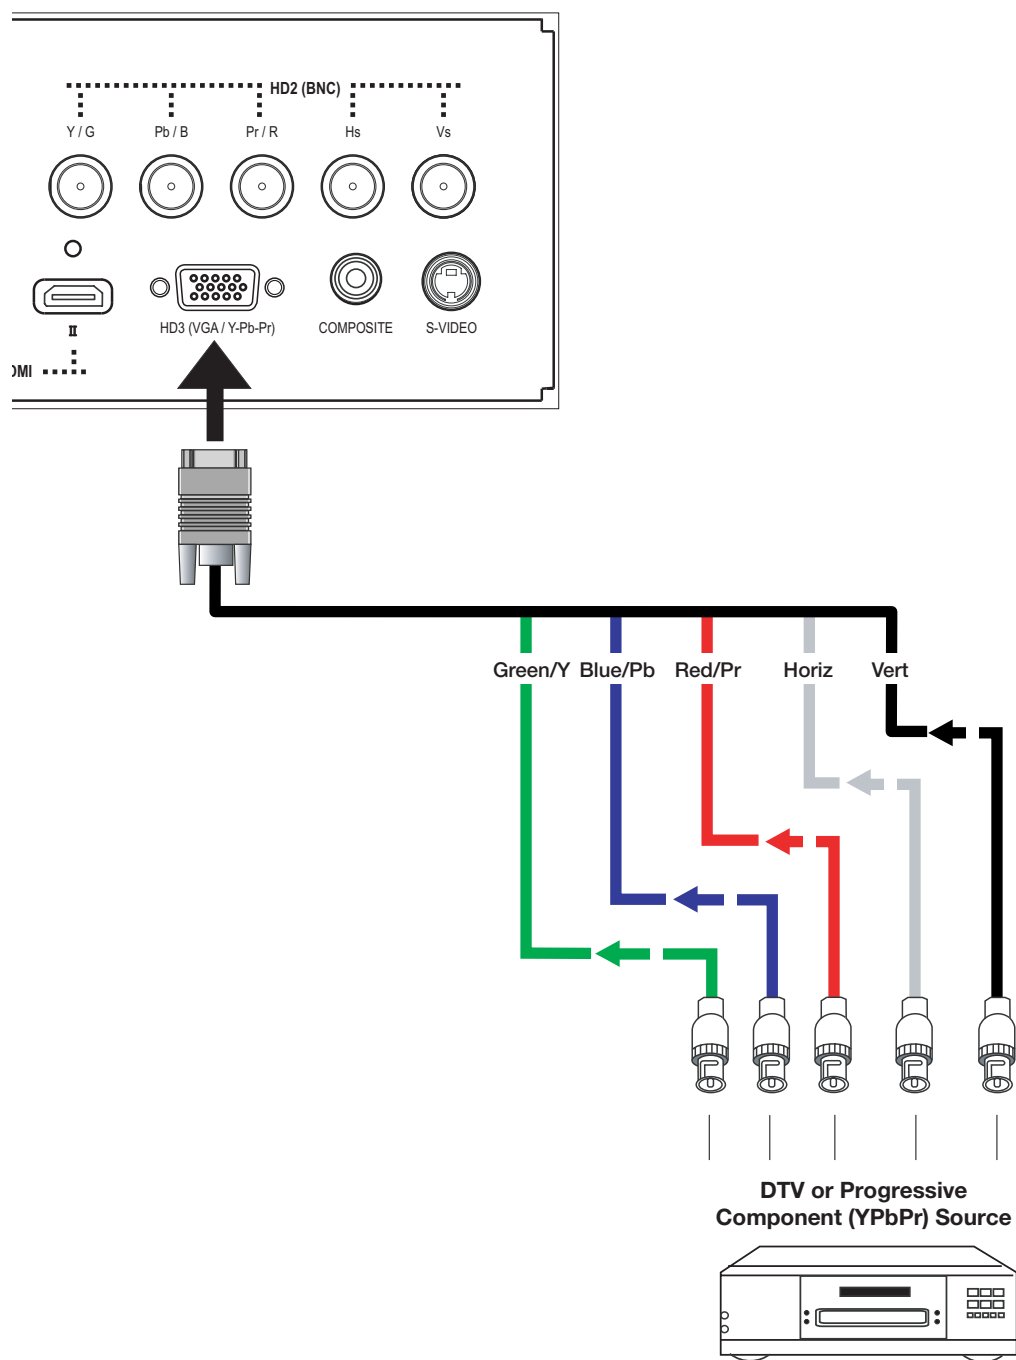 HD2 (BNC)
Y / G Pb / B Pr / R Hs Vs
II
HD3 (VGA / Y-Pb-Pr) COMPOSITE S-VIDEO
Green/Y Blue/Pb Red/Pr Horiz Vert
DTV or Progressive
Component (YPbPr) Source